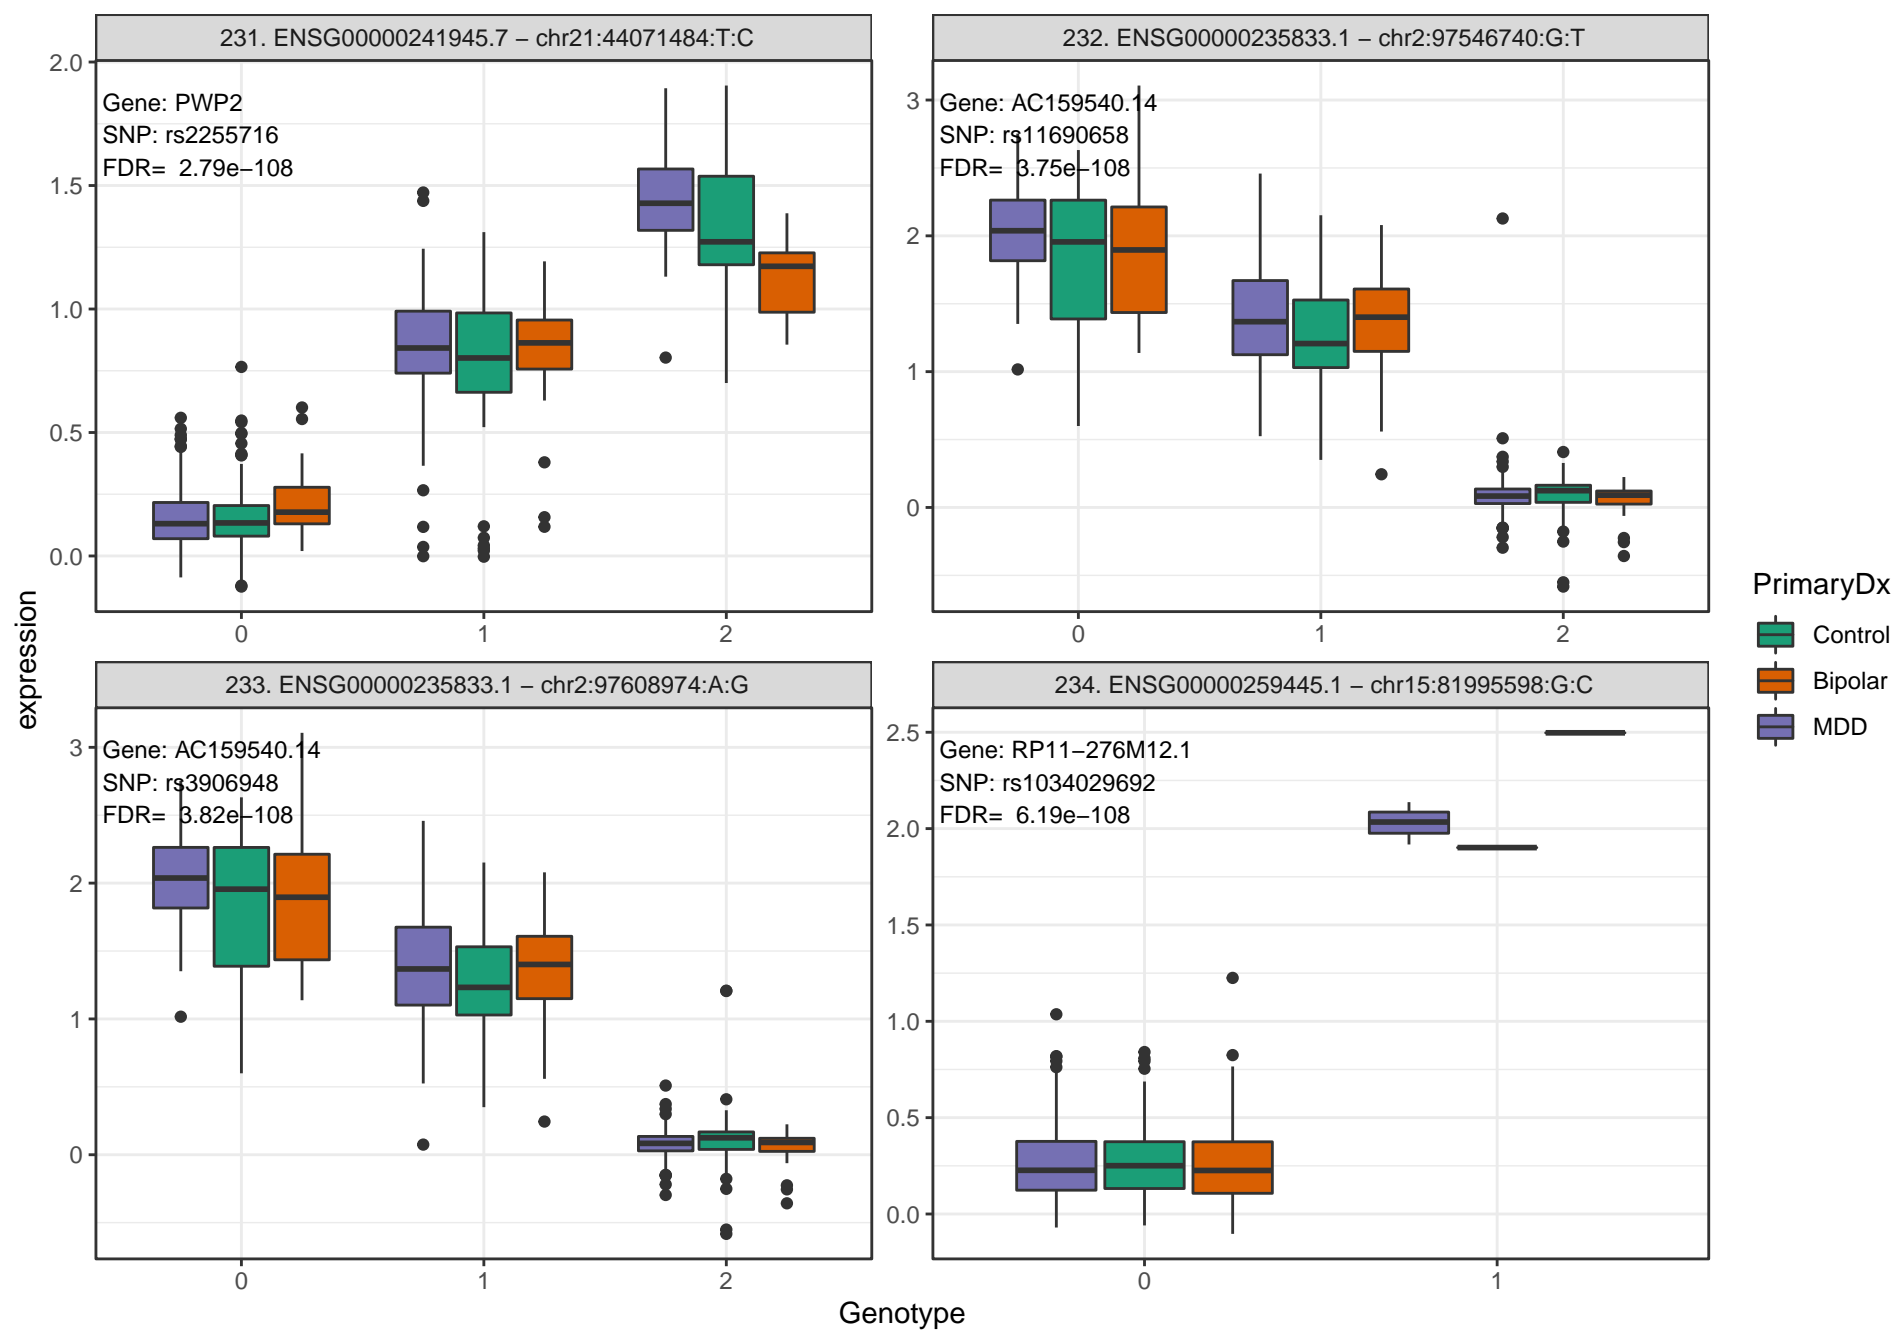 231. ENSG00000241945.7 − chr21:44071484:T:C
Gene: PWP2
SNP: rs2255716
FDR= 2.79e−108
2.0
1.5
1.0
0.5
0.0
0
1
2
232. ENSG00000235833.1 − chr2:97546740:G:T
Gene: AC159540.14
SNP: rs11690658
FDR= 3.75e−108
3
2
1
0
0
1
2
233. ENSG00000235833.1 − chr2:97608974:A:G
Gene: AC159540.14
SNP: rs3906948
FDR= 3.82e−108
3
2
1
0
0
1
2
234. ENSG00000259445.1 − chr15:81995598:G:C
Gene: RP11−276M12.1
SNP: rs1034029692
FDR= 6.19e−108
2.5
2.0
1.5
1.0
0.5
0.0
0
1
expression
Genotype
PrimaryDx
Control
Bipolar
MDD